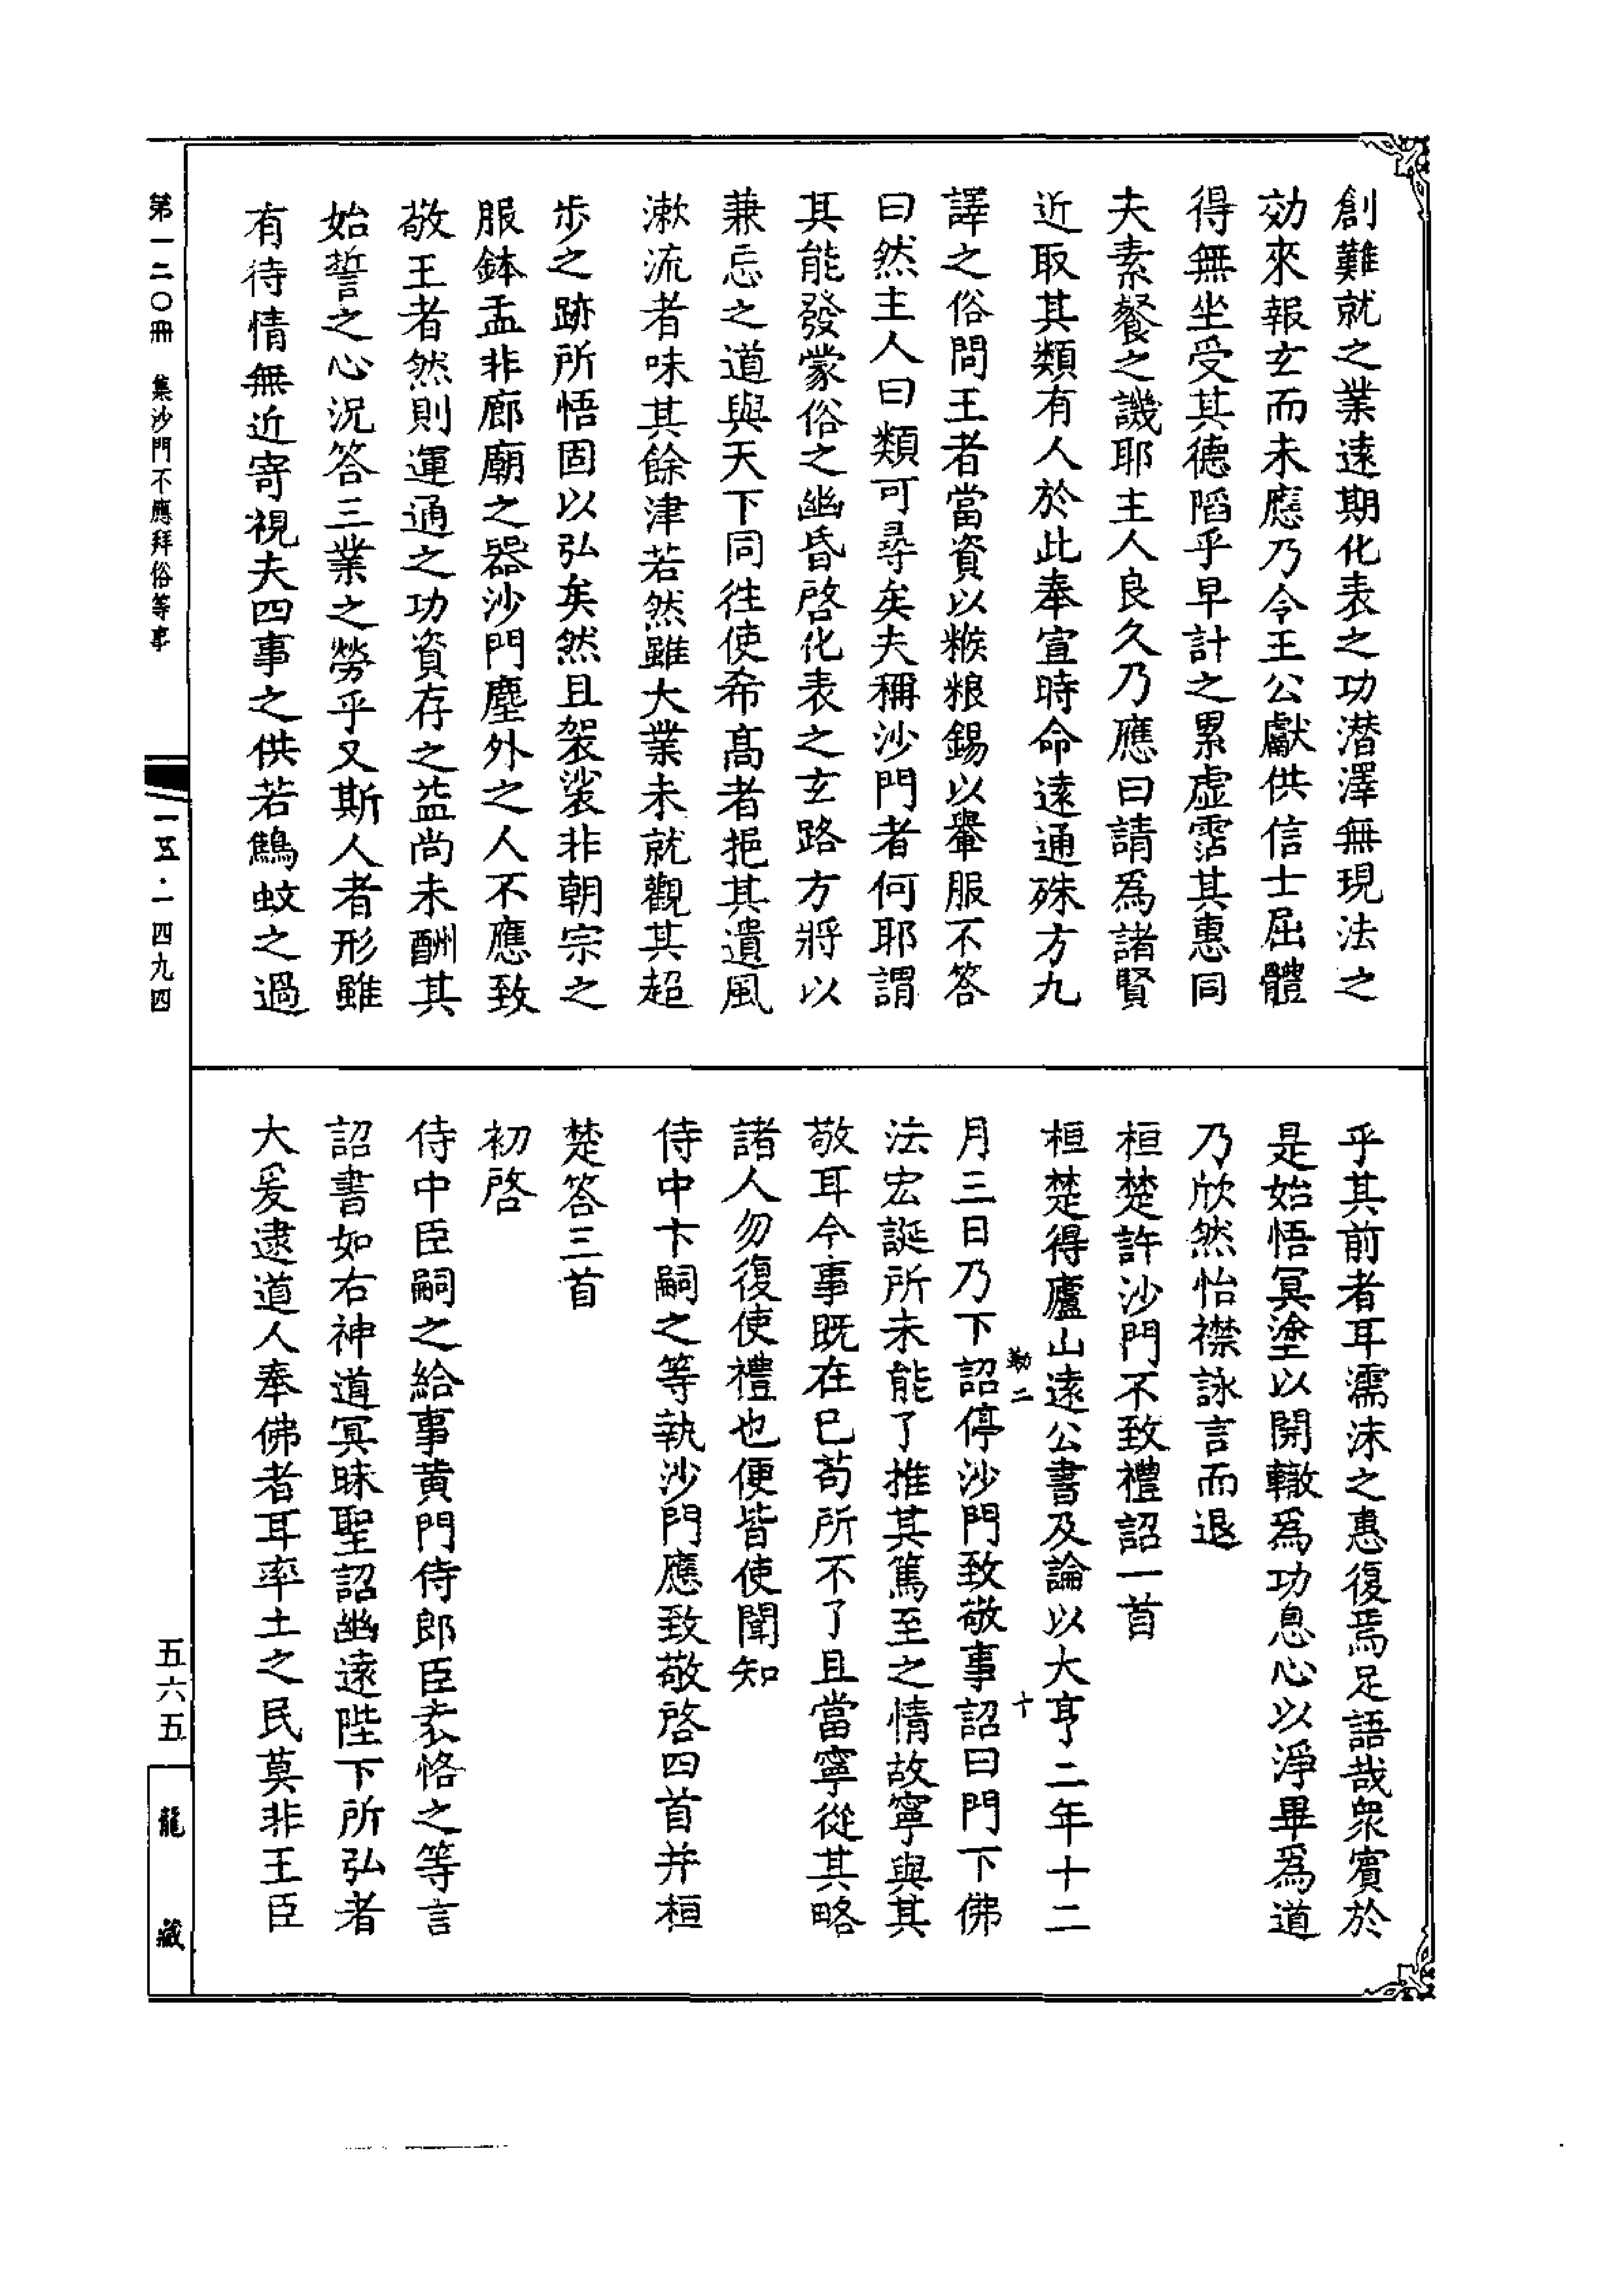 創難就之業遠期化表之功潜澤無現法之
効來報玄而未應乃令王公獻供信士屈體
得無坐受其德陷乎早計之累虛霑其惠同
夫素餐之譏耶主人良久乃應曰請爲諸賢
近取其類有人於此奉宣時命遠通殊方九
譯之俗問王者當資以糇粮錫以轝服不答
曰然主人曰類可尋矣夫稱沙門者何耶謂
其能發蒙俗之幽昏啓化表之玄路方將以
兼忘之道與天下同往使希髙者挹其遺風
漱流者味其餘津若然雖大業未就觀其超
步之跡所悟固以弘矣然且袈裟非朝宗之
服鉢盂非廊廟之器沙門塵外之人不應致
敬王者然則運通之功資存之益尚未酬其
始誓之心況答三業之勞乎又斯人者形雖
有待情無近寄視夫四事之供若鷦蚊之過
乎其前者耳濡沫之惠復焉足語哉衆賓於
是始悟冥塗以開轍爲功息心以淨畢爲道
乃欣然怡襟詠言而退
桓楚許沙門不致禮詔一首
桓楚得廬山遠公書及論以大亨二年十二
勤二 十
月三日乃下詔停沙門致敬事詔曰門下佛
法宏誕所未能了推其篤至之情故寧與其
敬耳今事既在已苟所不了且當寧從其略
諸人勿復使禮也便皆使聞知
侍中卞嗣之等執沙門應致敬啓四首并桓
楚答三首
初啓
侍中臣嗣之給事黄門侍郎臣袁恪之等言
詔書如右神道冥昧聖詔幽遠陛下所弘者
大爰逮道人奉佛者耳率土之民莫非王臣
第一二〇冊 集沙門不應拜俗等事
一五·一四九四
五六五
龍藏